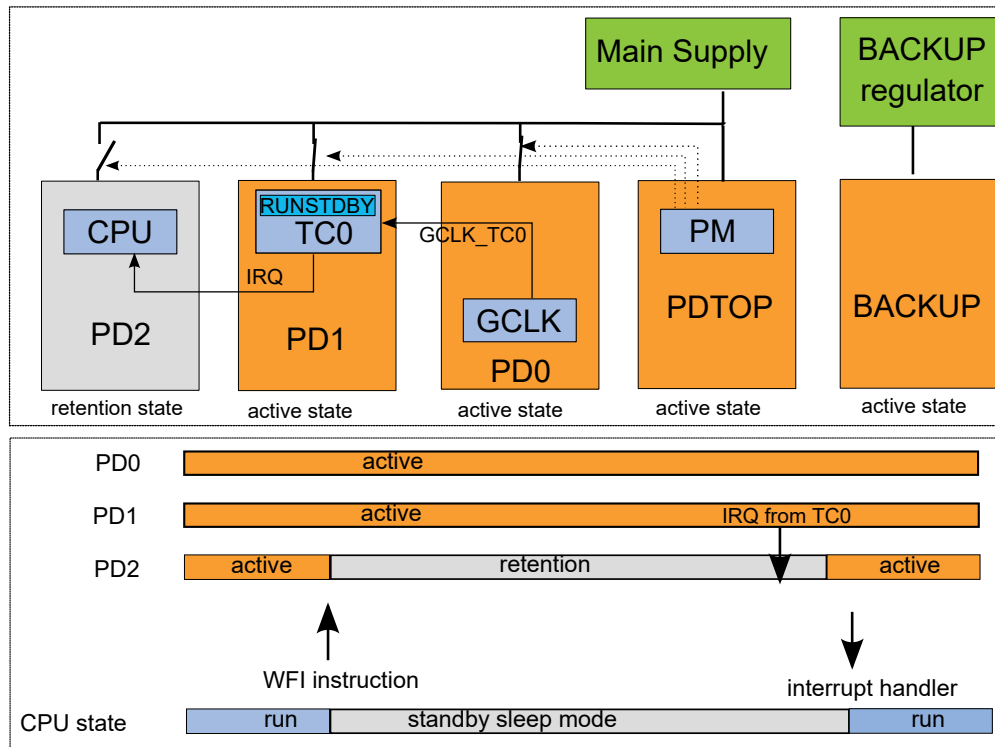 Main Supply
BACKUP
regulator
CPU
RUNSTDBY
TC0
GCLK_TC0
PM
IRQ
GCLK
PD2
PD1
PD0
PDTOP
BACKUP
retention state
active state
active state
active state
active state
PD0
active
PD1
active
IRQ from TC0
PD2
active
retention
active
WFI instruction
interrupt handler
CPU state
run
standby sleep mode
run